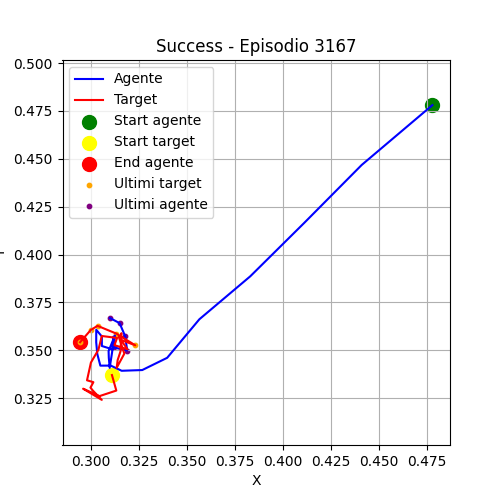 Success - Episodio 3167
Agente
Target
Start agente
Start target
End agente
Ultimi target
Ultimi agente
0.500
0.475
0.450
0.425
0.400
0.375
0.350
0.325
0.300 0.325 0.350 0.375 0.400 0.425 0.450 0.475
X